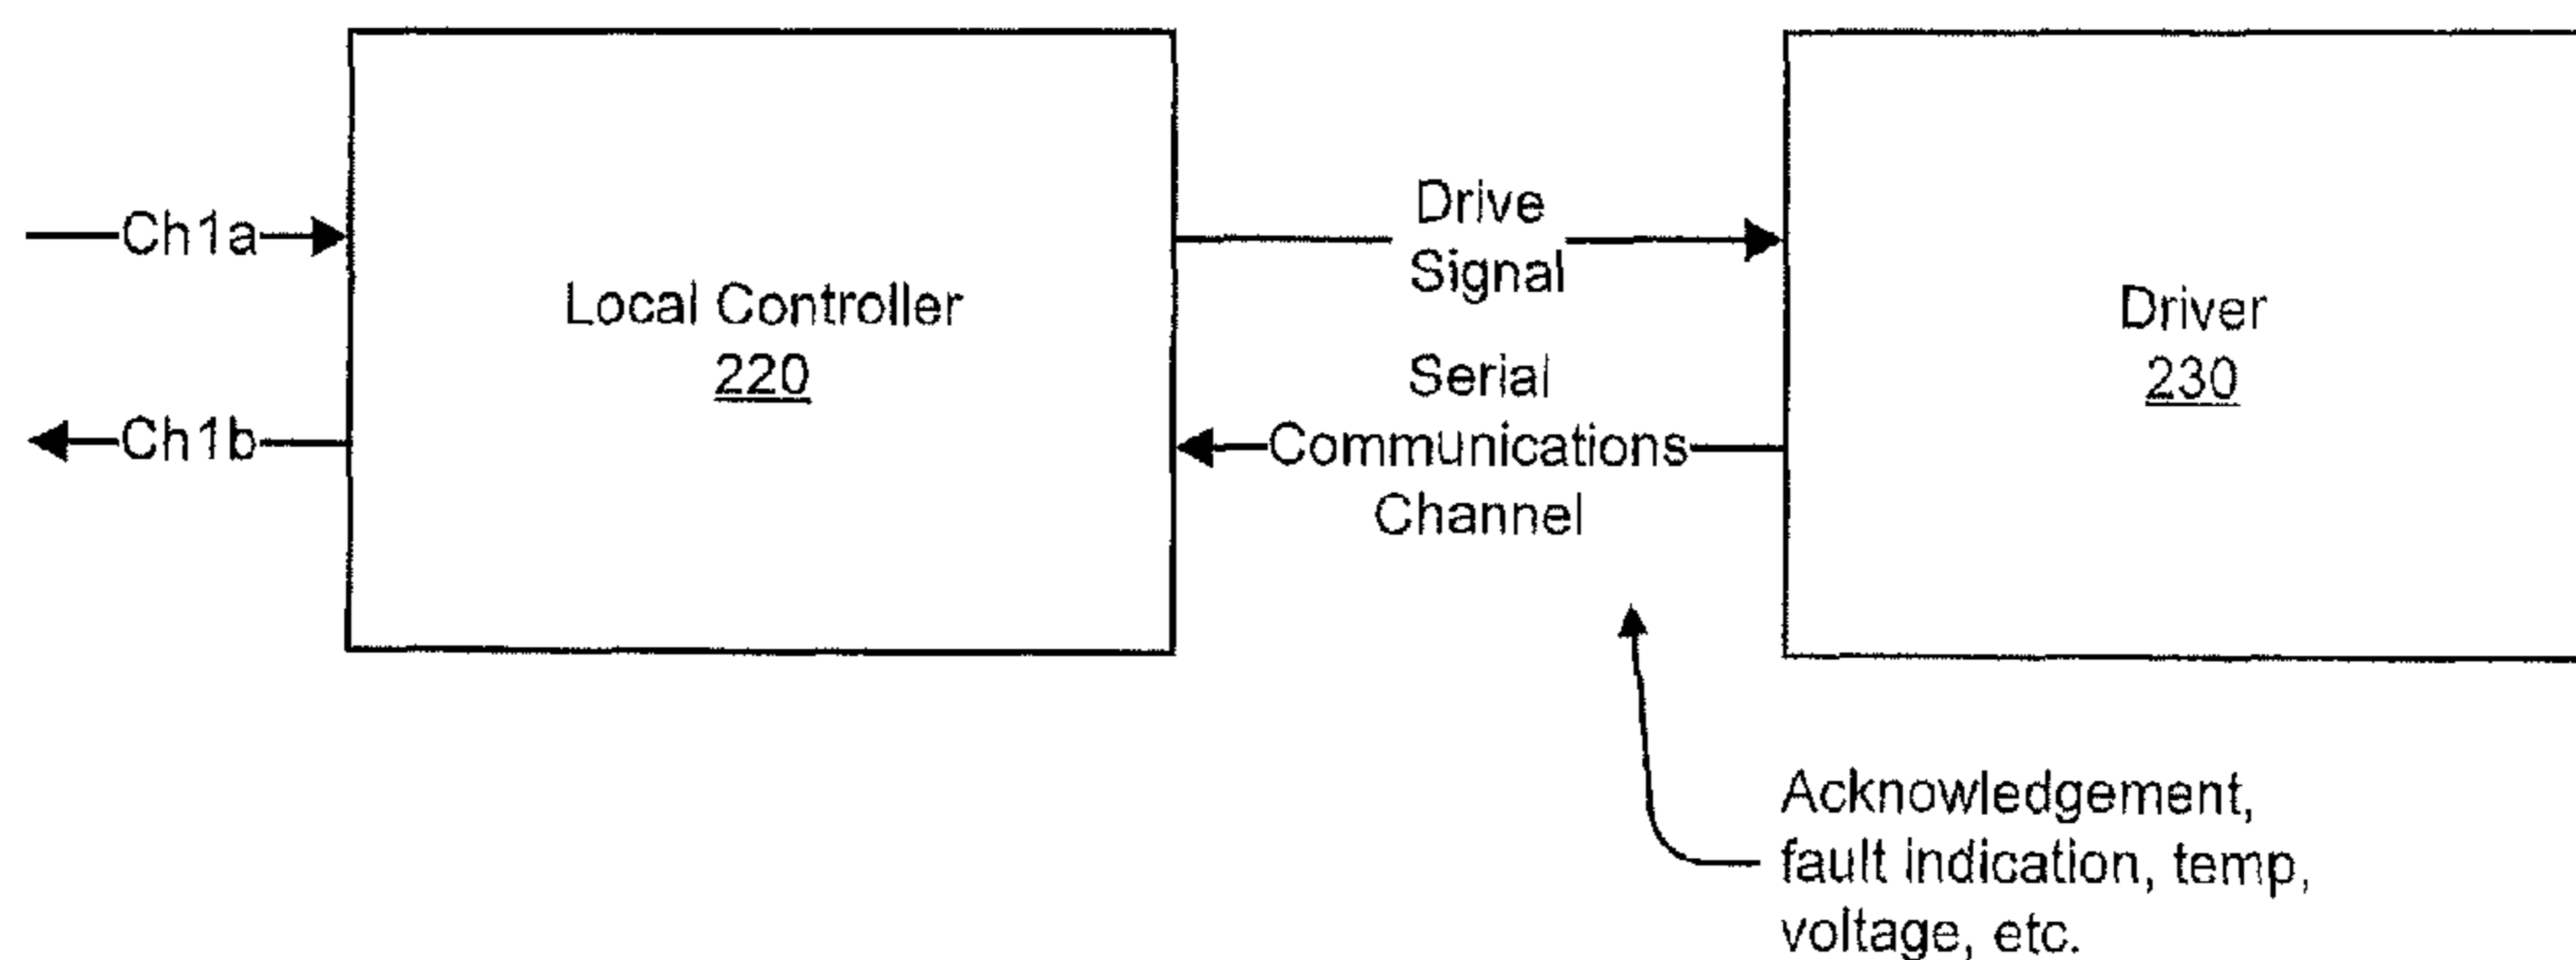 Ch1a
Ch1b
Local Controller
220
Drive
Signal
Serial
Communications
Channel
Driver
230
Acknowledgement,
fault indication, temp,
voltage, etc.